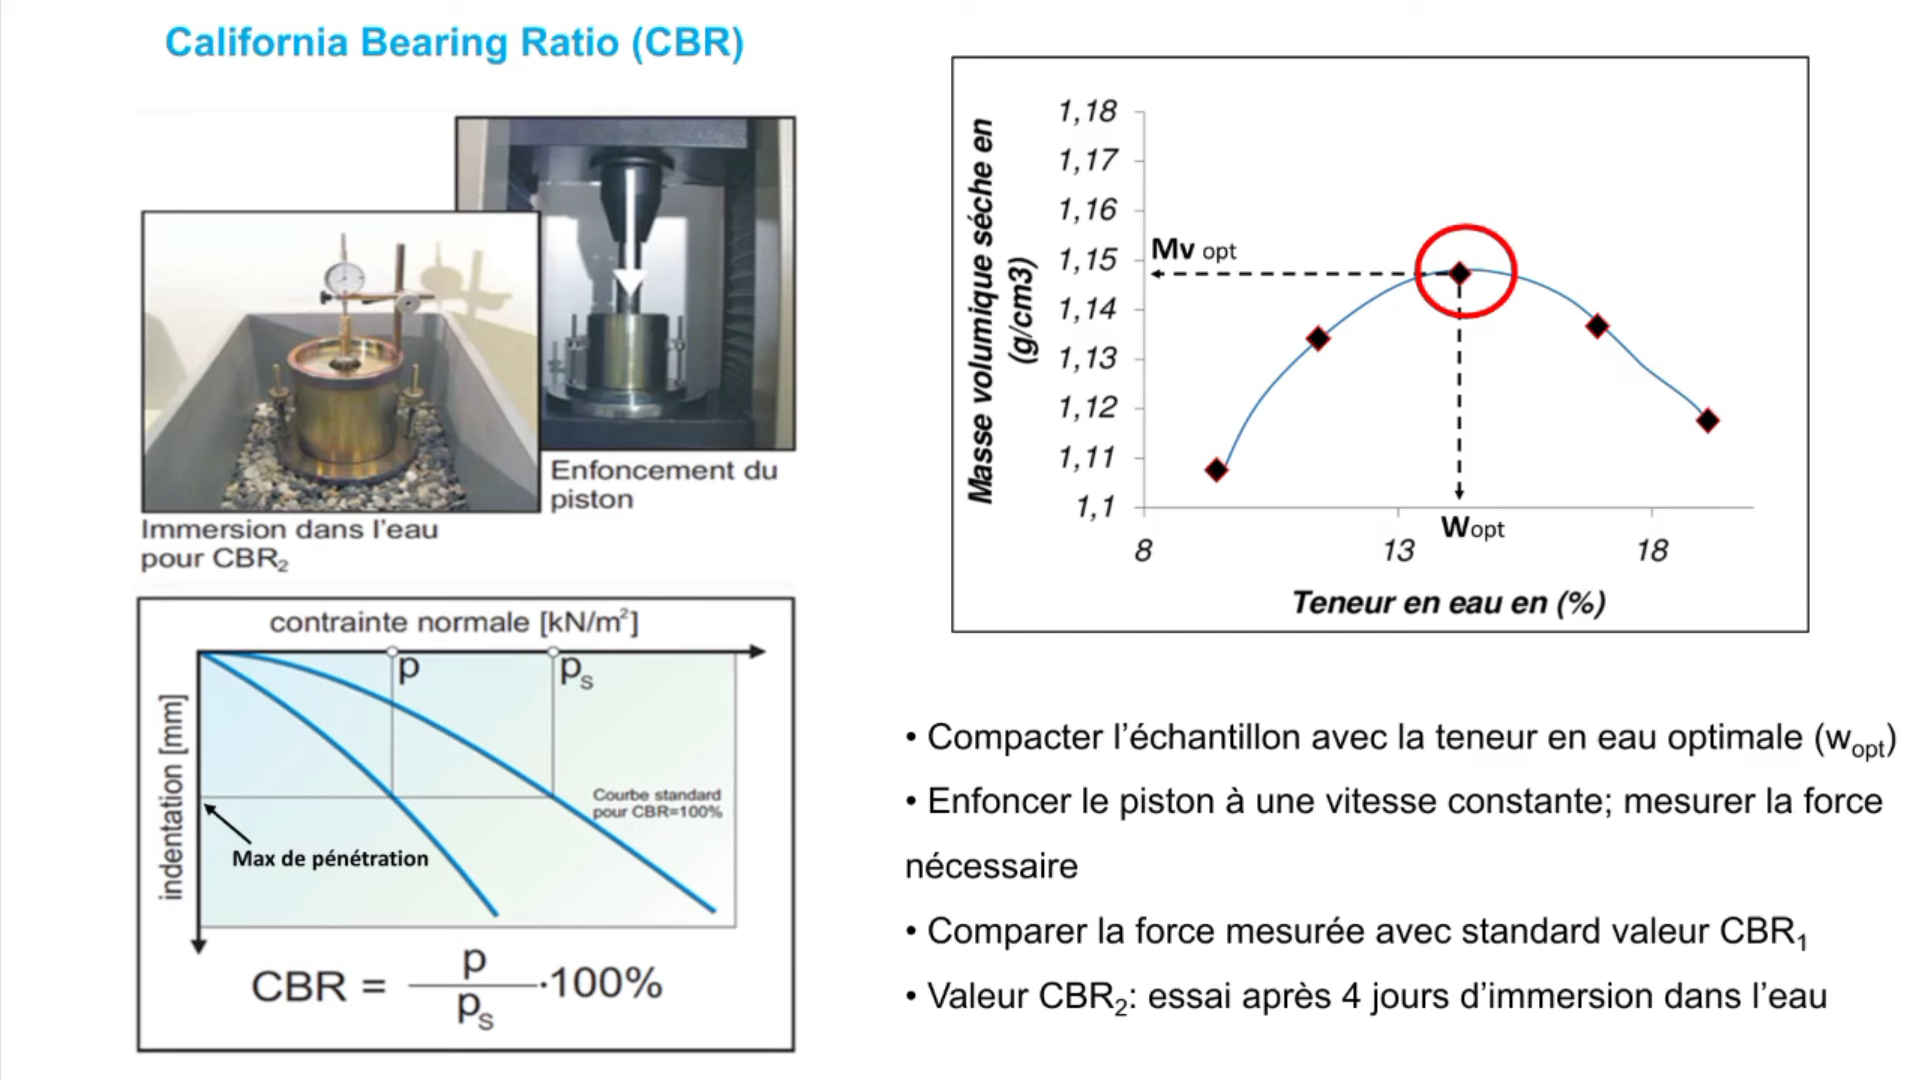 California Bearing Ratio (CBR)
Enfoncement du
piston
Immersion dans l'eau
pour CBR₂
contrainte normale [kN/m²]
p
pₛ
indentation [mm]
Courbe standard
pour CBR=100%
Max de pénétration
CBR = p / pₛ ·100%
Masse volumique séche en
(g/cm3)
1,18
1,17
1,16
1,15
1,14
1,13
1,12
1,11
1,1
Mv opt
Wopt
8 13 18
Teneur en eau en (%)
• Compacter l'échantillon avec la teneur en eau optimale (wopt)
• Enfoncer le piston à une vitesse constante; mesurer la force
nécessaire
• Comparer la force mesurée avec standard valeur CBR₁
• Valeur CBR₂: essai après 4 jours d'immersion dans l'eau